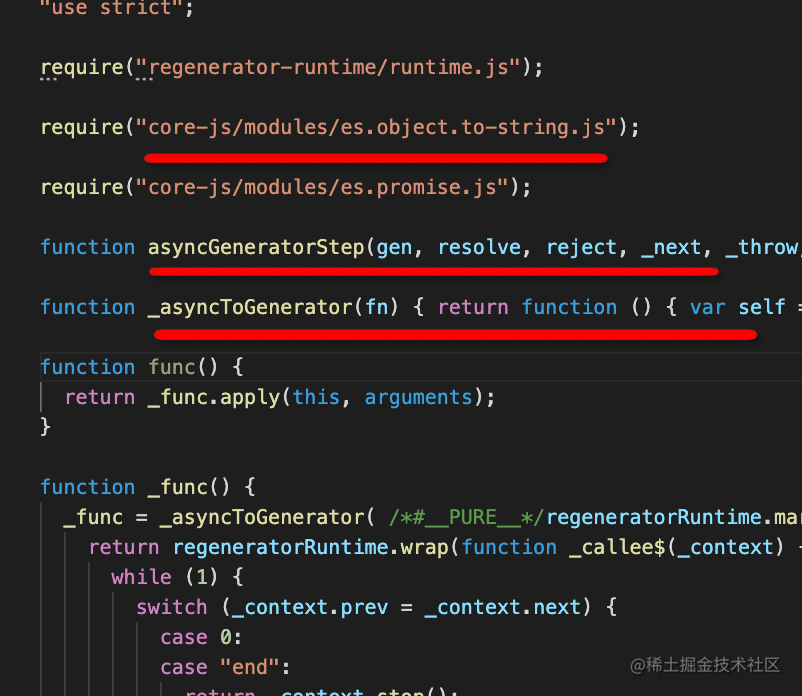 "use strict";
require("regenerator-runtime/runtime.js");
require("core-js/modules/es.object.to-string.js");
require("core-js/modules/es.promise.js");
function asyncGeneratorStep(gen, resolve, reject, _next, _throw,
function _asyncToGenerator(fn) { return function () { var self =
function func() {
  return _func.apply(this, arguments);
}
function _func() {
  _func = _asyncToGenerator( /*#__PURE__*/regeneratorRuntime.mar
    return regeneratorRuntime.wrap(function _callee$(_context) {
      while (1) {
        switch (_context.prev = _context.next) {
          case 0:
          case "end":
            return _context.stop();
@稀土掘金技术社区